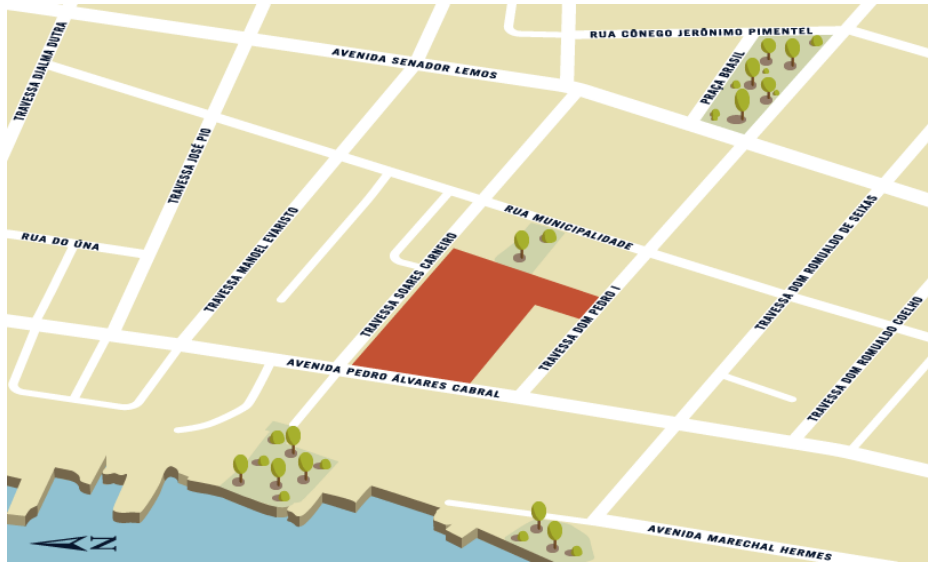 RUA CÔNEGO JERÔNIMO PIMENTEL
AVENIDA SENADOR LEMOS
TRAVESSA DJALMA DUTRA
PRAÇA BRASIL
TRAVESSA JOSÉ PIO
RUA MUNICIPALIDADE
RUA DO ÚNA
TRAVESSA MANOEL EVARISTO
TRAVESSA SOARES CARNEIRO
TRAVESSA DOM ROMUALDO DE SEIXAS
TRAVESSA DOM PEDRO I
TRAVESSA DOM ROMUALDO COELHO
AVENIDA PEDRO ÁLVARES CABRAL
AVENIDA MARECHAL HERMES
N